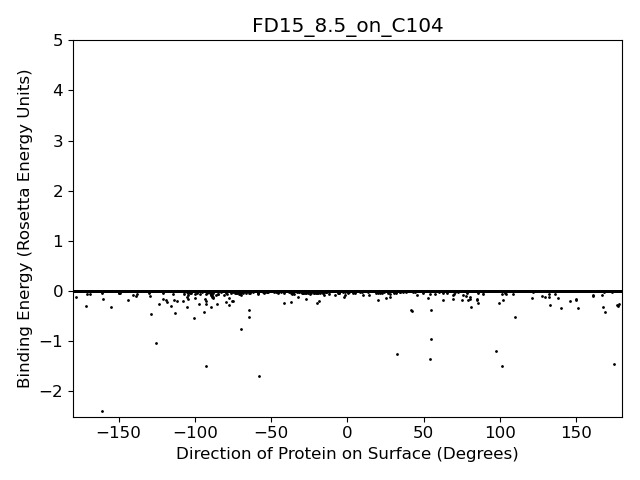 FD15_8.5_on_C104
Binding Energy (Rosetta Energy Units)
5
4
3
2
1
0
−1
−2
−150 −100 −50 0 50 100 150
Direction of Protein on Surface (Degrees)